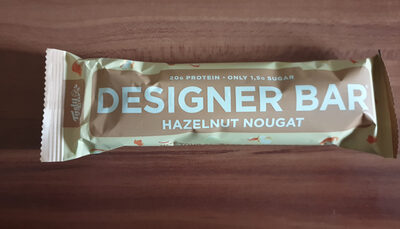 20g PROTEIN • ONLY 1,5g SUGAR
DESIGNER BAR
HAZELNUT NOUGAT